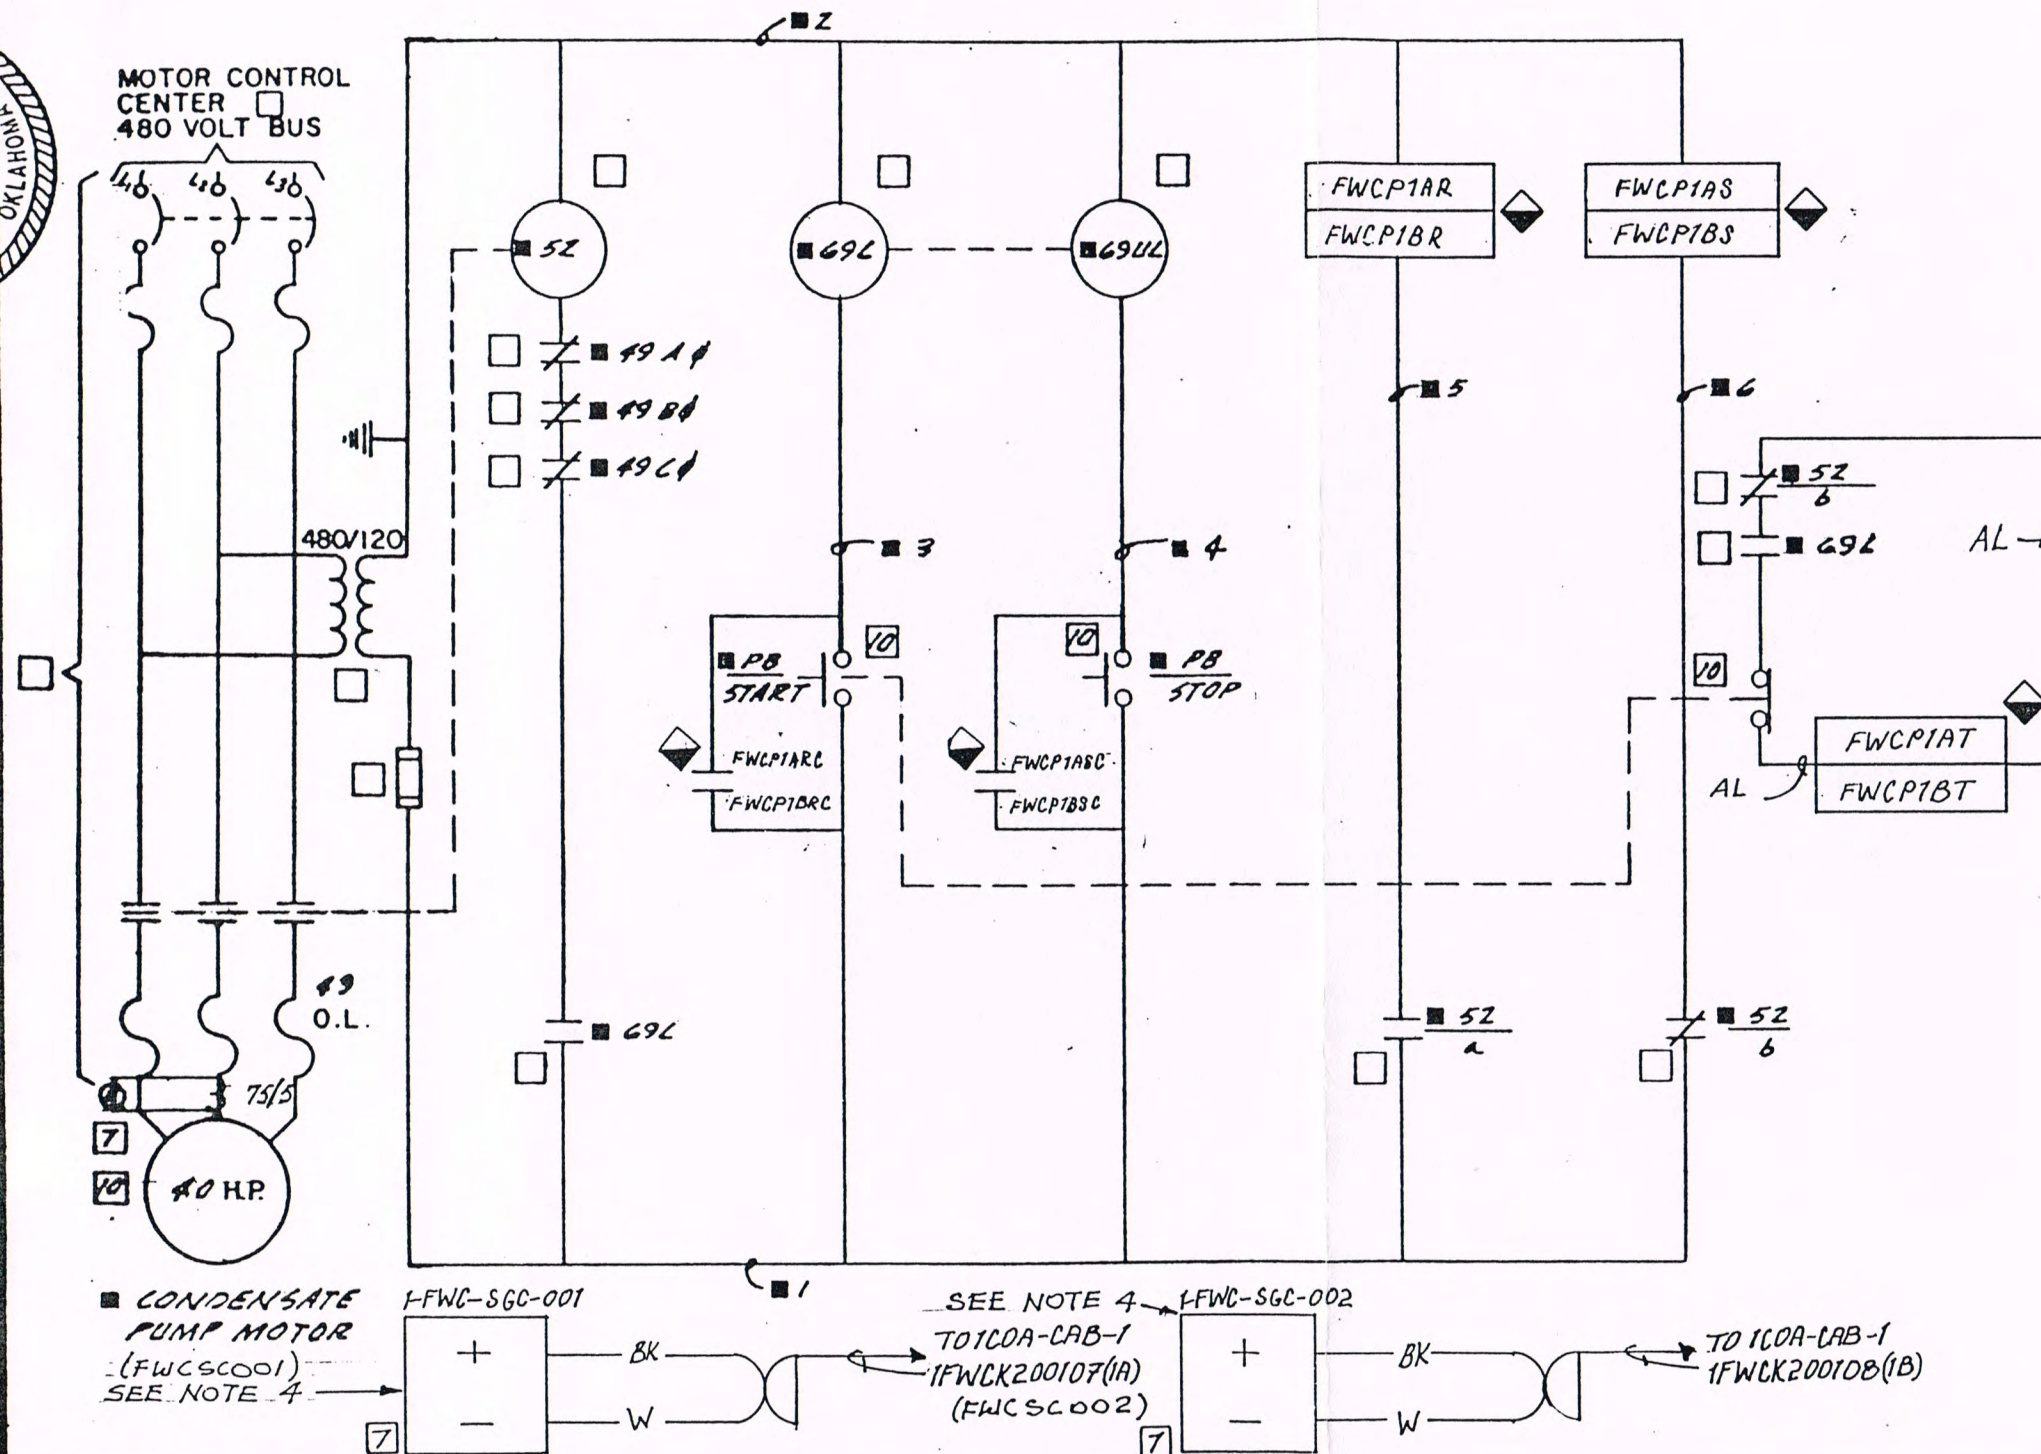 OKLAHOMA
■ 2
MOTOR CONTROL
CENTER □
480 VOLT BUS
L1 L2 L3
■ 52
■ 69L
■ 69UL
FWCP1AR
FWCP1BR
FWCP1AS
FWCP1BS
■ 49 A ϕ
■ 49 B ϕ
■ 49 C ϕ
■ 5
■ 6
■ 52
b
■ 69L
AL
480/120
■ 3
■ 4
10
■ PB
START
10
■ PB
STOP
10
FWCP1ARC
FWCP1BRC
FWCP1ASC
FWCP1BSC
FWCP1AT
FWCP1BT
AL
49
O.L.
■ 69L
■ 52
a
■ 52
b
75/5
7
10
40 H.P.
■ 1
■ CONDENSATE
PUMP MOTOR
(FWCSC001)
SEE NOTE 4
1-FWC-SGC-001
+
−
BK
W
7
SEE NOTE 4
TO 1COA-CAB-1
1FWCK200107(1A)
(FWCSC002)
1-FWC-SGC-002
+
−
BK
W
7
TO 1COA-CAB-1
1FWCK200108(1B)